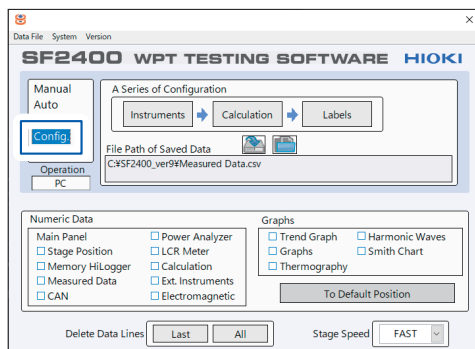 Data File System Version
SF2400 WPT TESTING SOFTWARE HIOKI
Manual
Auto
Config.
Operation
PC
A Series of Configuration
Instruments Calculation Labels
File Path of Saved Data
C:¥SF2400_ver9¥Measured Data.csv
Numeric Data
Main Panel Power Analyzer
Stage Position LCR Meter
Memory HiLogger Calculation
Measured Data Ext. Instruments
CAN Electromagnetic
Graphs
Trend Graph Harmonic Waves
Graphs Smith Chart
Thermography
To Default Position
Delete Data Lines Last All Stage Speed FAST